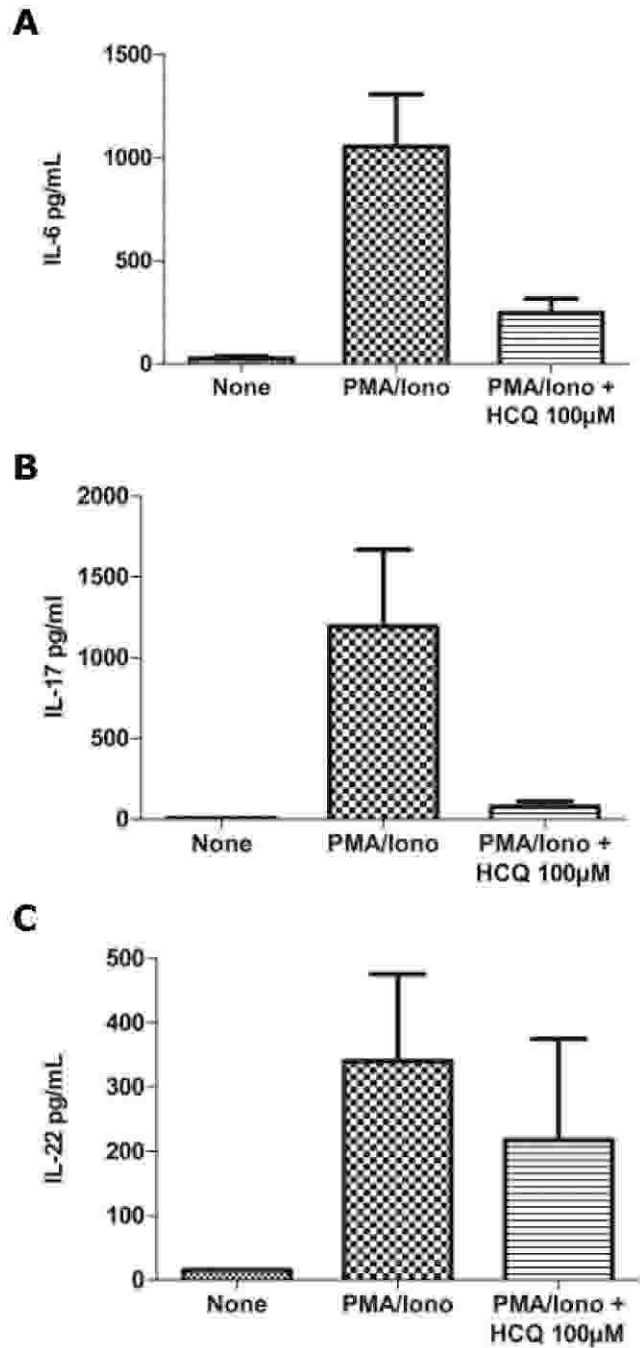 A
1500
1000
500
0
IL-6 pg/mL
None
PMA/Iono
PMA/Iono +
HCQ 100µM
B
2000
1500
1000
500
0
IL-17 pg/ml
None
PMA/Iono
PMA/Iono +
HCQ 100µM
C
500
400
300
200
100
0
IL-22 pg/mL
None
PMA/Iono
PMA/Iono +
HCQ 100µM